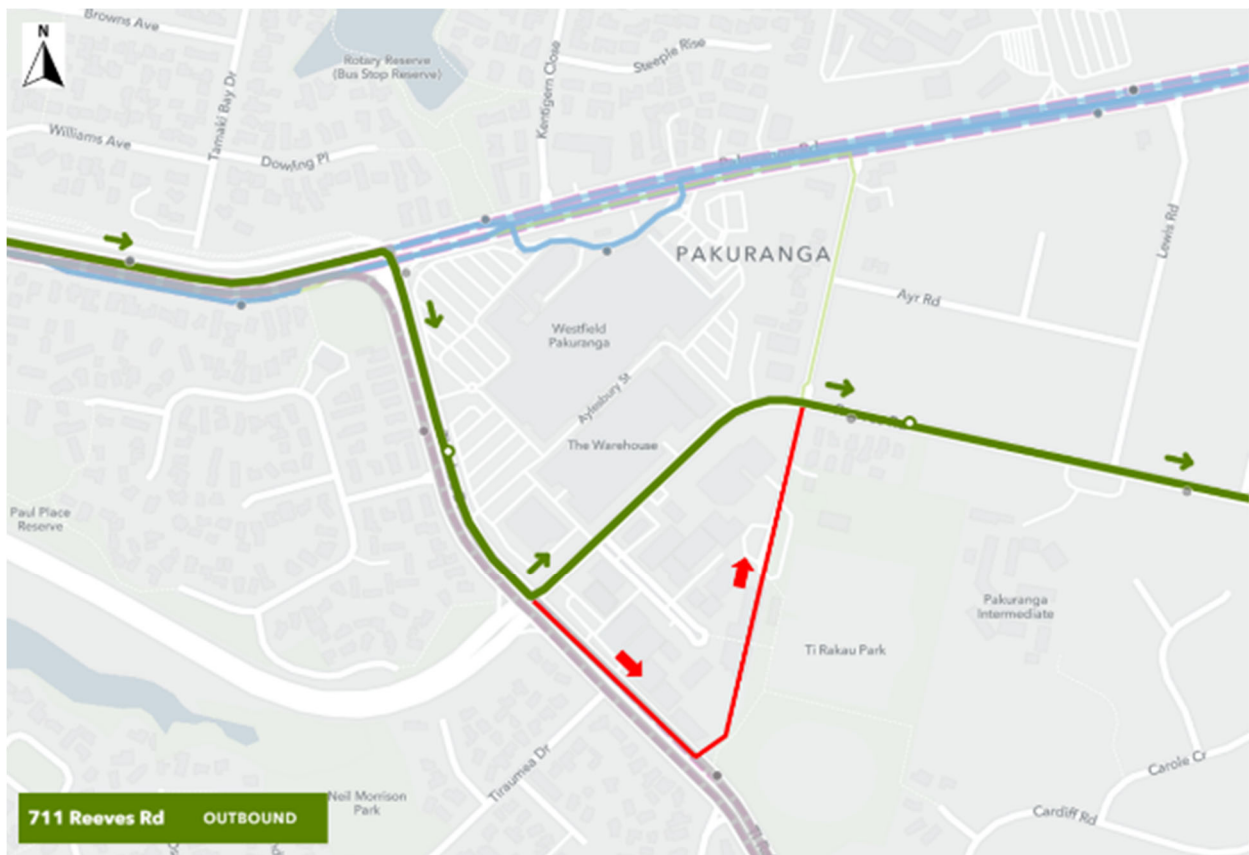 Browns Ave
N
Rotary Reserve
(Bus Stop Reserve)
Kentigern Close
Steeple Rise
Tamaki Bay Dr
Williams Ave
Dowling Pl
Lewis Rd
PAKURANGA
Ayr Rd
Westfield
Pakuranga
Aylesbury St
The Warehouse
Paul Place
Reserve
Pakuranga
Intermediate
Ti Rakau Park
Tiraumea Dr
Carole Cr
Neil Morrison
Park
Cardiff Rd
711 Reeves Rd OUTBOUND